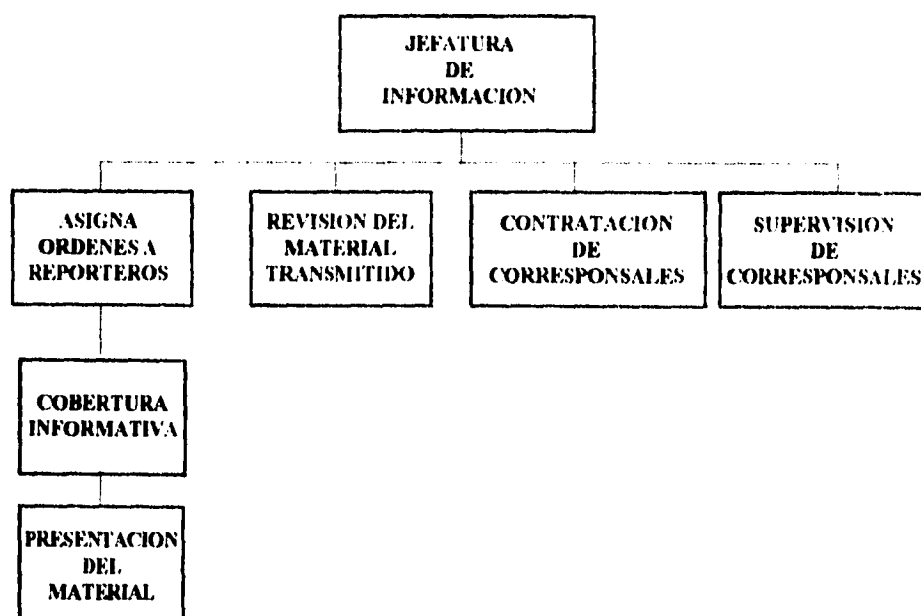 JEFATURA
DE
INFORMACION
ASIGNA
ORDENES A
REPORTEROS
REVISION DEL
MATERIAL
TRANSMITIDO
CONTRATACION
DE
CORRESPONSALES
SUPERVISION
DE
CORRESPONSALES
COBERTURA
INFORMATIVA
PRESENTACION
DEL
MATERIAL